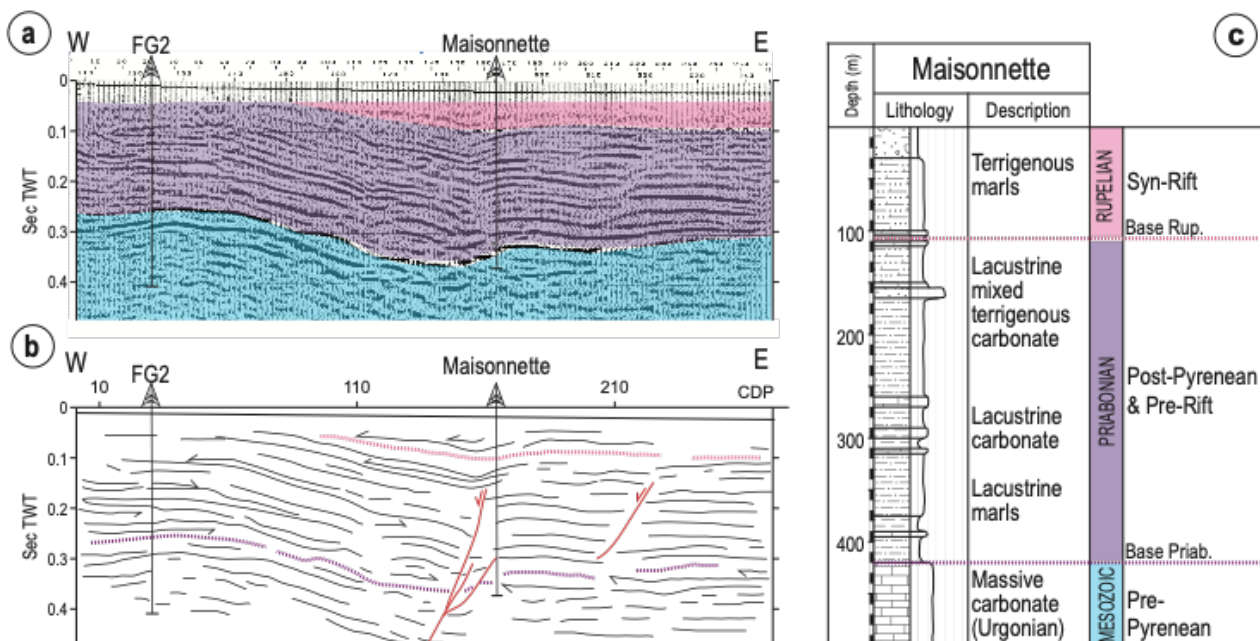 a
W
FG2
Maisonnette
E
0
0.1
0.2
0.3
0.4
Sec TWT
b
W
FG2
Maisonnette
E
10
110
210
CDP
0
0.1
0.2
0.3
0.4
Sec TWT
c
Maisonnette
Depth (m)
Lithology
Description
Terrigenous
marls
RUPELIAN
Syn-Rift
Base Rup.
100
Lacustrine
mixed
terrigenous
carbonate
200
PRIABONIAN
Post-Pyrenean
& Pre-Rift
Lacustrine
carbonate
300
Lacustrine
marls
400
Base Priab.
Massive
carbonate
(Urgonian)
MESOZOIC
Pre-
Pyrenean